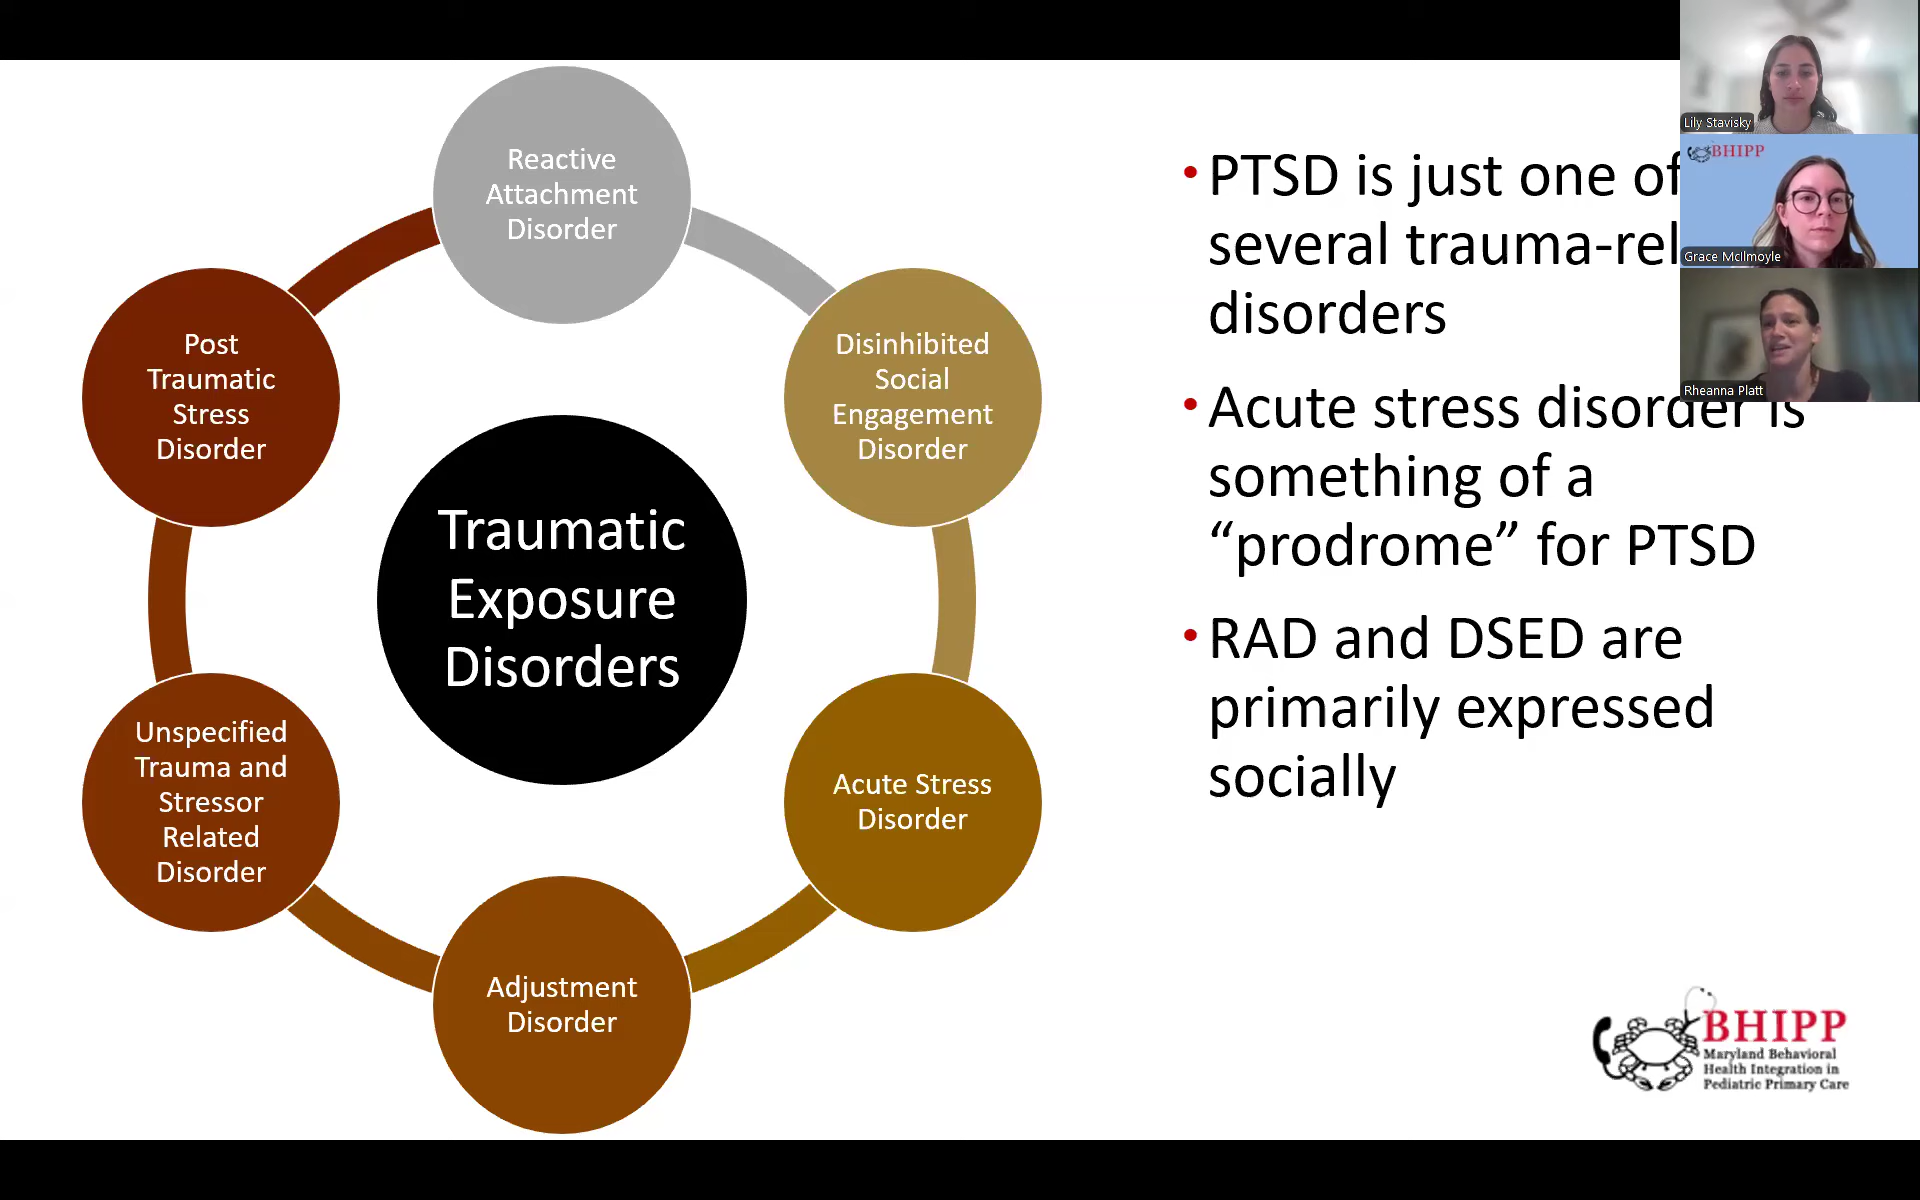 Reactive
Attachment
Disorder
Disinhibited
Social
Engagement
Disorder
Acute Stress
Disorder
Adjustment
Disorder
Unspecified
Trauma and
Stressor
Related
Disorder
Post
Traumatic
Stress
Disorder
Traumatic
Exposure
Disorders
• PTSD is just one of
several trauma-rel
disorders
• Acute stress disorder is
something of a
“prodrome” for PTSD
• RAD and DSED are
primarily expressed
socially
Lily Stavisky
BHIPP
Grace McIlmoyle
Rheanna Platt
BHIPP
Maryland Behavioral
Health Integration in
Pediatric Primary Care